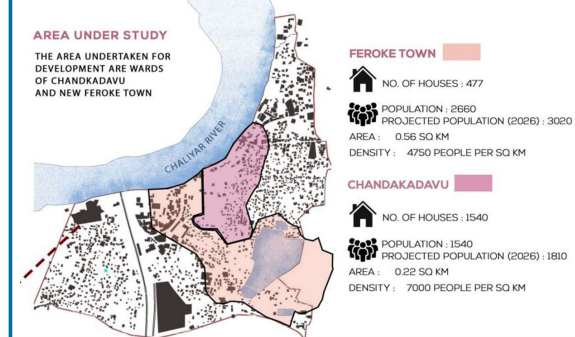 AREA UNDER STUDY
THE AREA UNDERTAKEN FOR
DEVELOPMENT ARE WARDS
OF CHANDKADAVU
AND NEW FEROKE TOWN
CHALIYAR RIVER
FEROKE TOWN
NO. OF HOUSES : 477
POPULATION : 2660
PROJECTED POPULATION (2026) : 3020
AREA : 0.56 SQ KM
DENSITY : 4750 PEOPLE PER SQ KM
CHANDAKADAVU
NO. OF HOUSES : 1540
POPULATION : 1540
PROJECTED POPULATION (2026) : 1810
AREA : 0.22 SQ KM
DENSITY : 7000 PEOPLE PER SQ KM